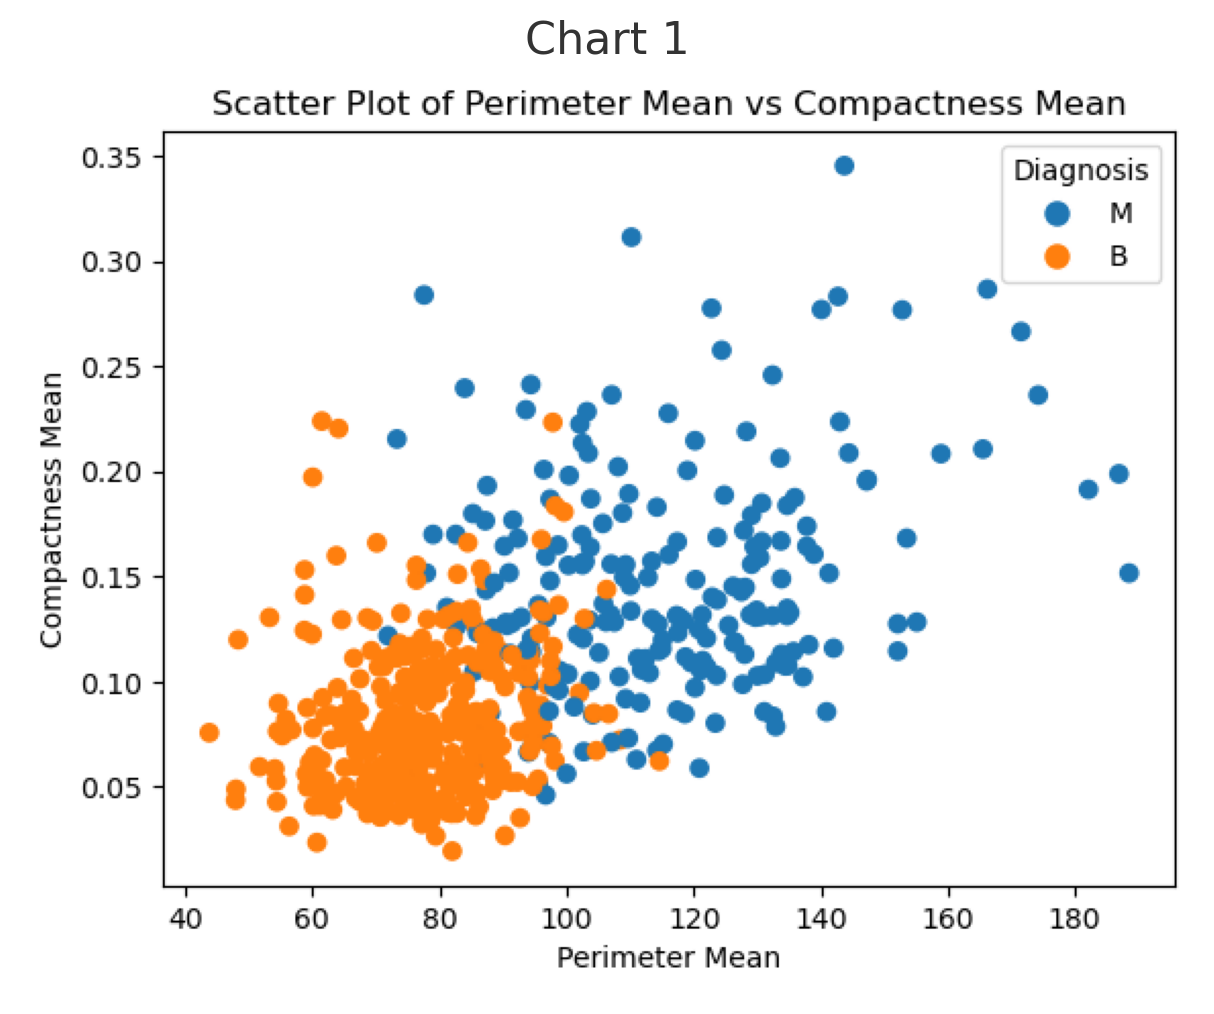 Chart 1
Scatter Plot of Perimeter Mean vs Compactness Mean
Diagnosis
M
B
Compactness Mean
0.35
0.30
0.25
0.20
0.15
0.10
0.05
40 60 80 100 120 140 160 180
Perimeter Mean